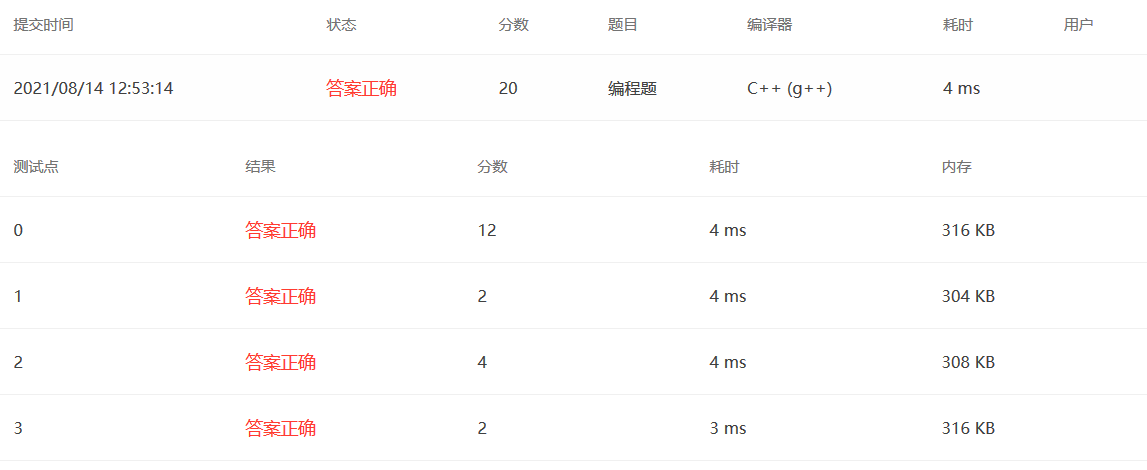 提交时间 状态 分数 题目 编译器 耗时 用户
2021/08/14 12:53:14 答案正确 20 编程题 C++ (g++) 4 ms
测试点 结果 分数 耗时 内存
0 答案正确 12 4 ms 316 KB
1 答案正确 2 4 ms 304 KB
2 答案正确 4 4 ms 308 KB
3 答案正确 2 3 ms 316 KB